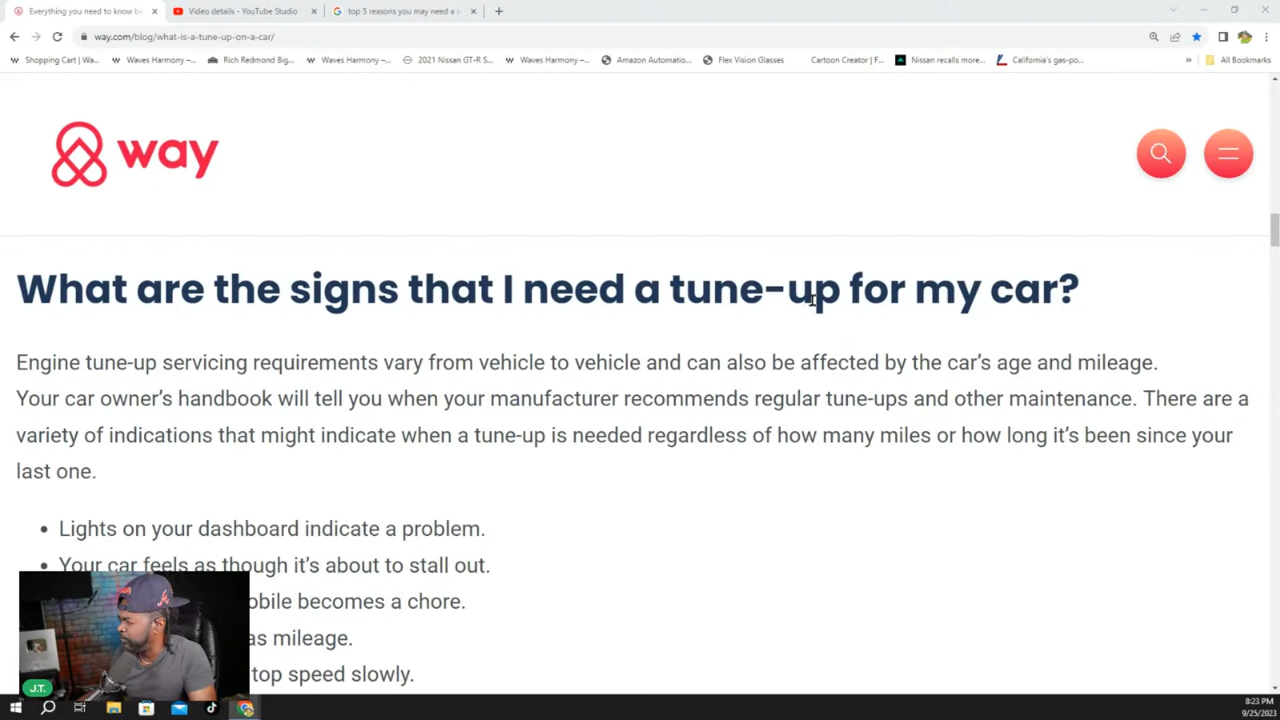 Everything you need to know be
Video details - YouTube Studio
top 5 reasons you may need a
way.com/blog/what-is-a-tune-up-on-a-car/
Shopping Cart | Wa...
Waves Harmony –...
Rich Redmond Big...
Waves Harmony –...
2021 Nissan GT-R S...
Waves Harmony –...
Amazon Automatio...
Flex Vision Glasses
Cartoon Creator | F...
Nissan recalls more...
California's gas-po...
All Bookmarks
way
What are the signs that I need a tune-up for my car?
Engine tune-up servicing requirements vary from vehicle to vehicle and can also be affected by the car's age and mileage.
Your car owner's handbook will tell you when your manufacturer recommends regular tune-ups and other maintenance. There are a
variety of indications that might indicate when a tune-up is needed regardless of how many miles or how long it's been since your
last one.
• Lights on your dashboard indicate a problem.
• Your car feels as though it's about to stall out.
becomes a chore.
mileage.
top speed slowly.
J.T.
8:23 PM
9/25/2023